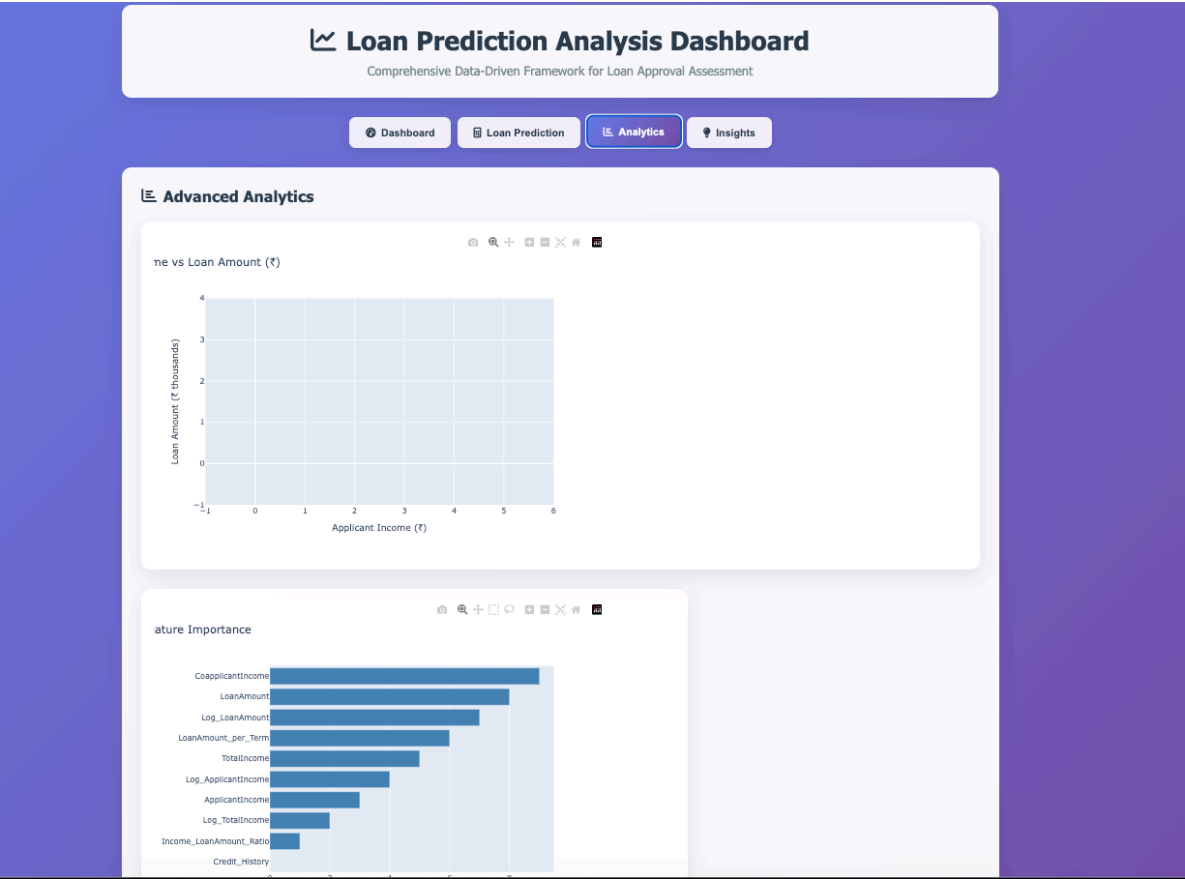 Loan Prediction Analysis Dashboard
Comprehensive Data-Driven Framework for Loan Approval Assessment
Dashboard
Loan Prediction
Analytics
Insights
Advanced Analytics
me vs Loan Amount (₹)
4
3
2
1
0
−1
Loan Amount (₹ thousands)
−1 0 1 2 3 4 5 6
Applicant Income (₹)
ature Importance
CoapplicantIncome
LoanAmount
Log_LoanAmount
LoanAmount_per_Term
TotalIncome
Log_ApplicantIncome
ApplicantIncome
Log_TotalIncome
Income_LoanAmount_Ratio
Credit_History